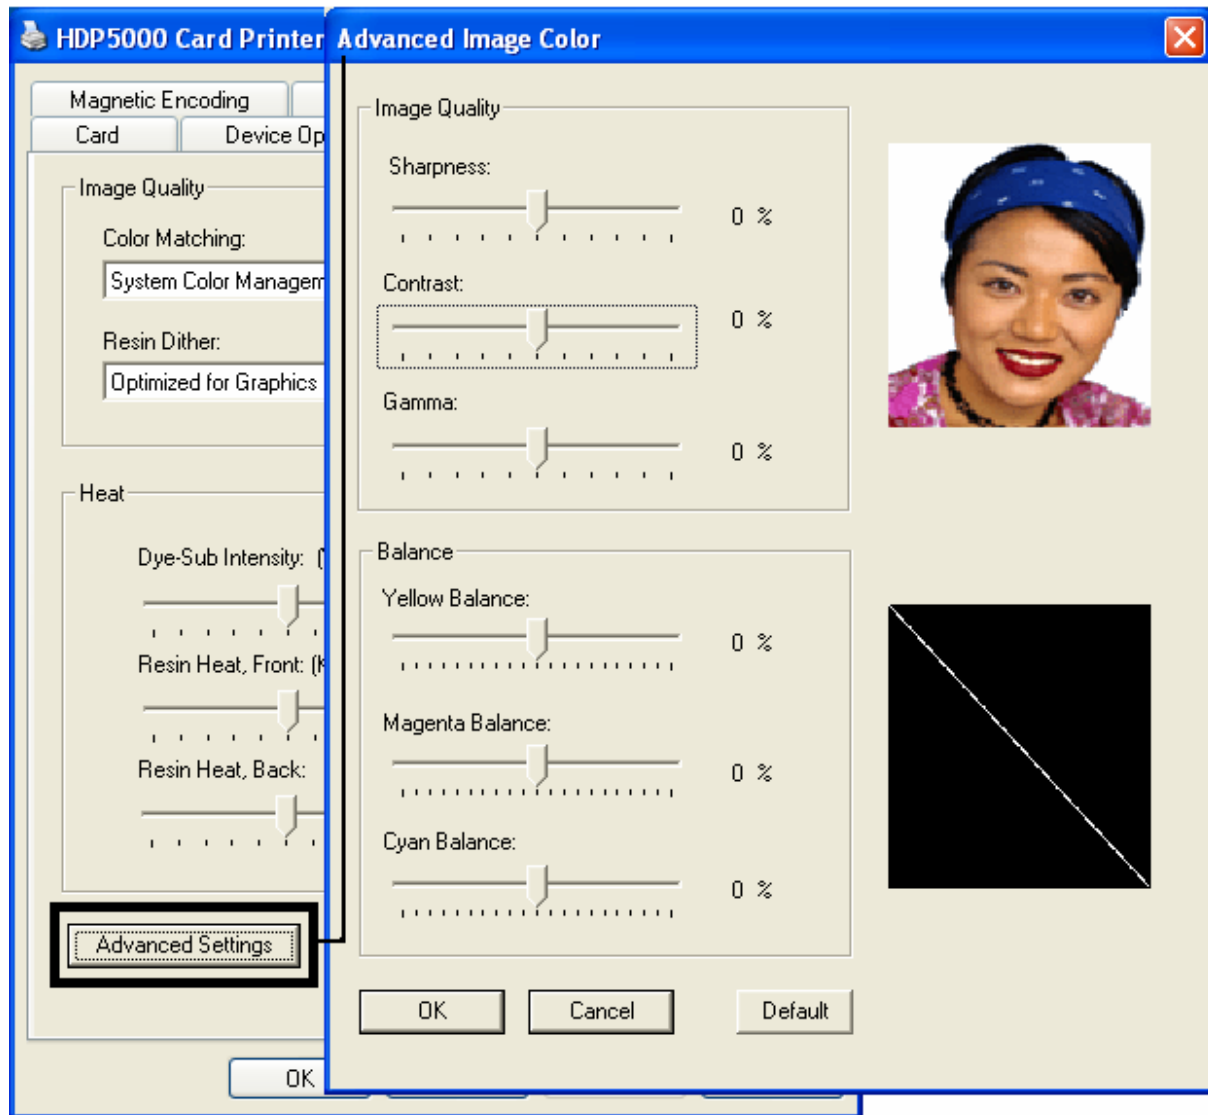 HDP5000 Card Printer
Advanced Image Color
Magnetic Encoding
Card
Device Op
Image Quality
Color Matching:
System Color Managem
Resin Dither:
Optimized for Graphics
Heat
Dye-Sub Intensity: (
Resin Heat, Front: (K
Resin Heat, Back:
Advanced Settings
OK
Image Quality
Sharpness:
0 %
Contrast:
0 %
Gamma:
0 %
Balance
Yellow Balance:
0 %
Magenta Balance:
0 %
Cyan Balance:
0 %
OK
Cancel
Default